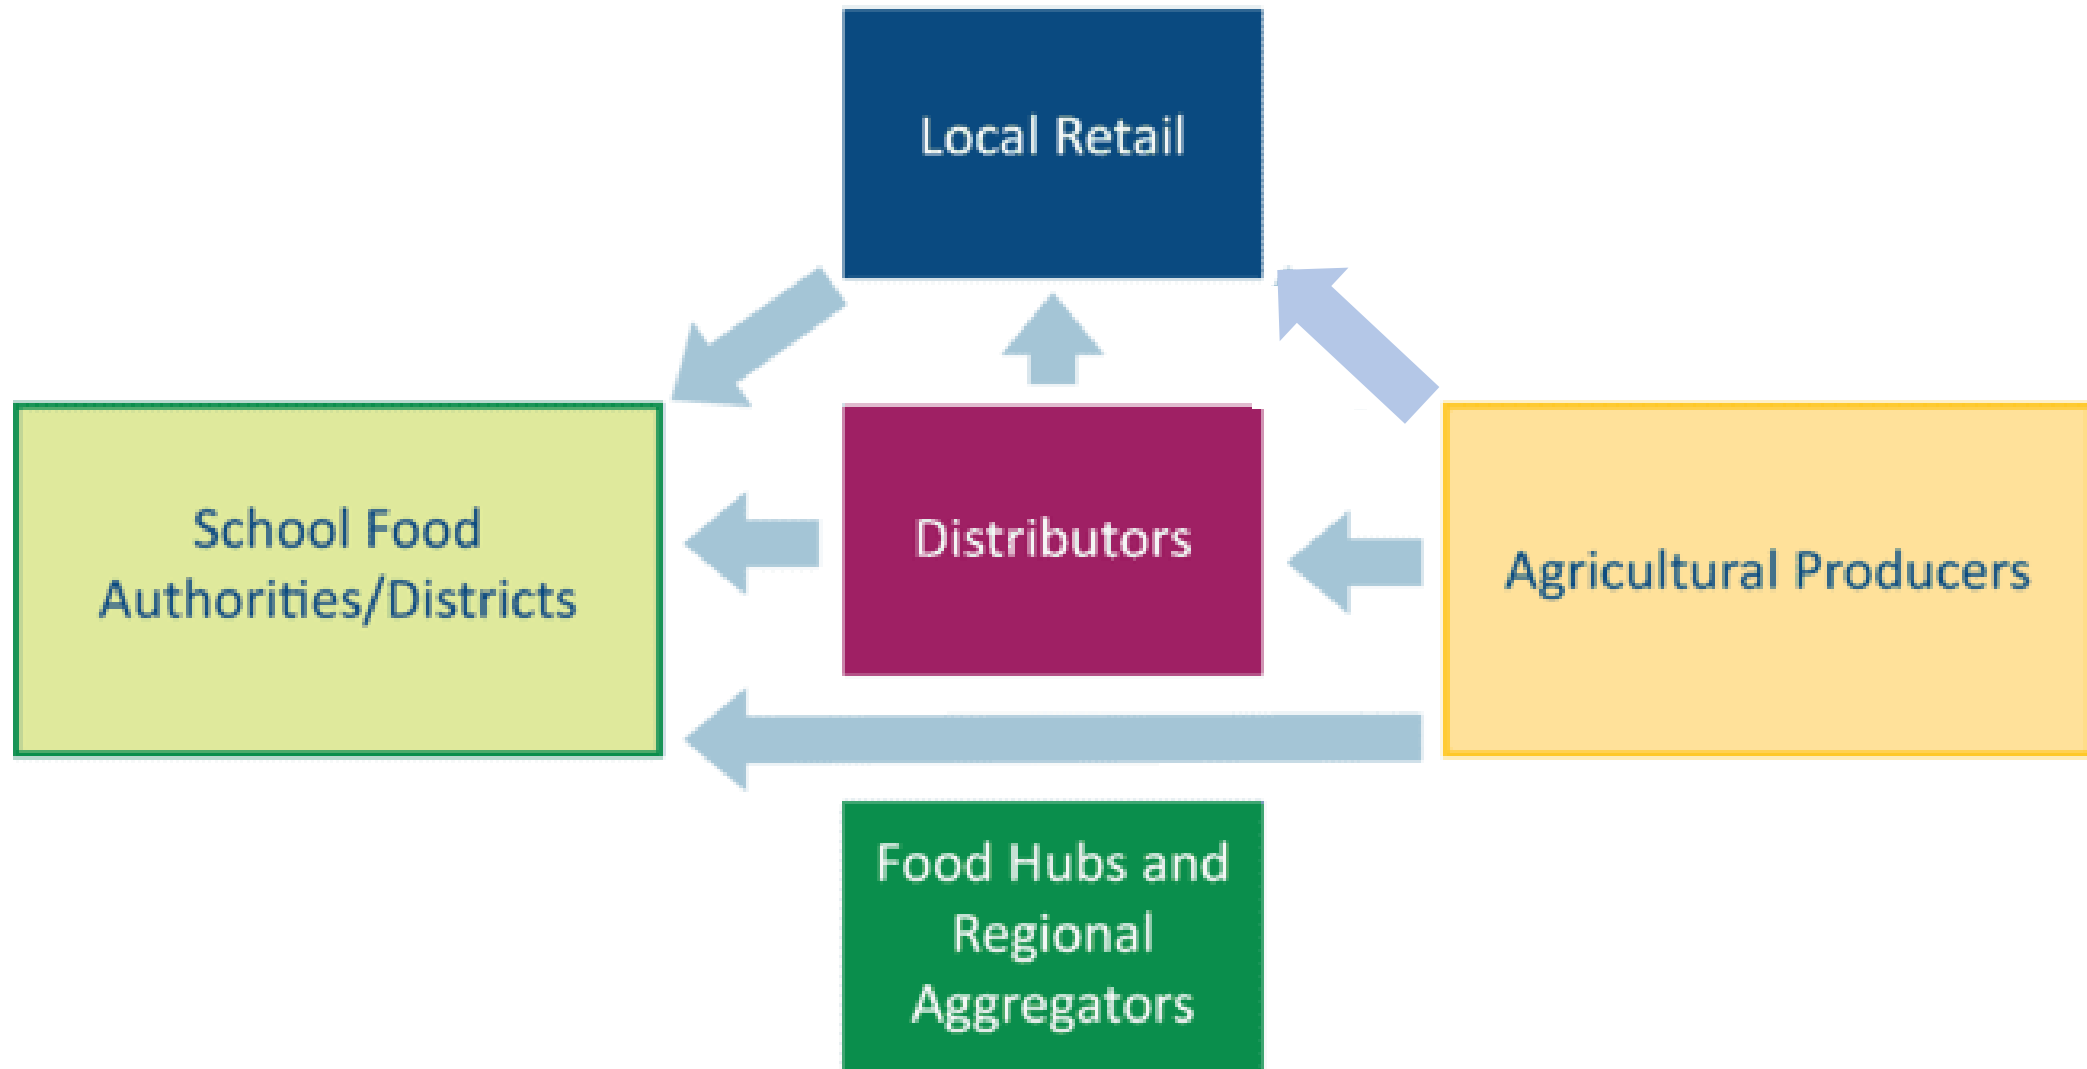 Local Retail
School Food
Authorities/Districts
Distributors
Agricultural Producers
Food Hubs and
Regional
Aggregators